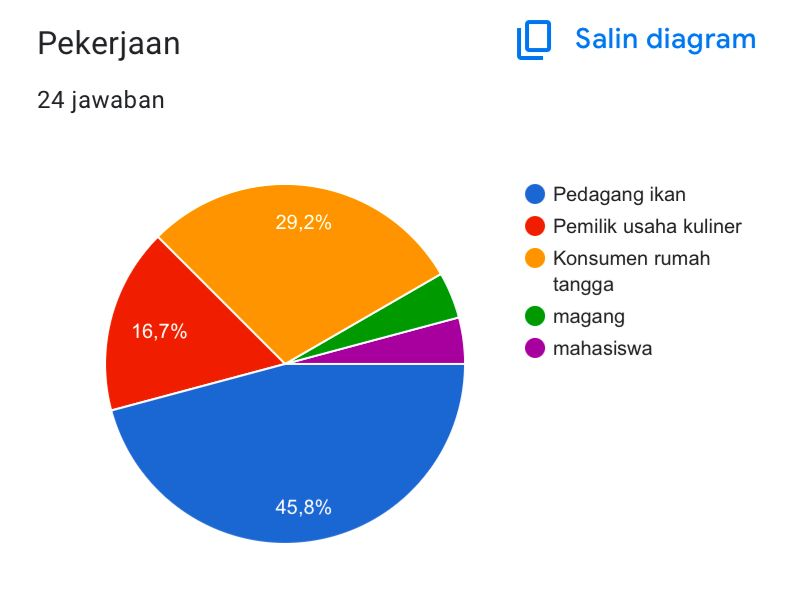 Pekerjaan
Salin diagram
24 jawaban
29,2%
16,7%
45,8%
Pedagang ikan
Pemilik usaha kuliner
Konsumen rumah
tangga
magang
mahasiswa